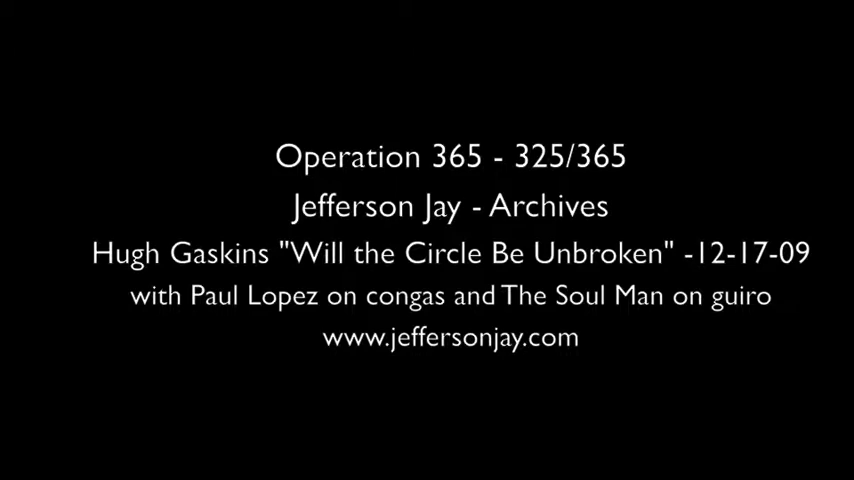 Operation 365 - 325/365
Jefferson Jay - Archives
Hugh Gaskins "Will the Circle Be Unbroken" -12-17-09
with Paul Lopez on congas and The Soul Man on guiro
www.jeffersonjay.com